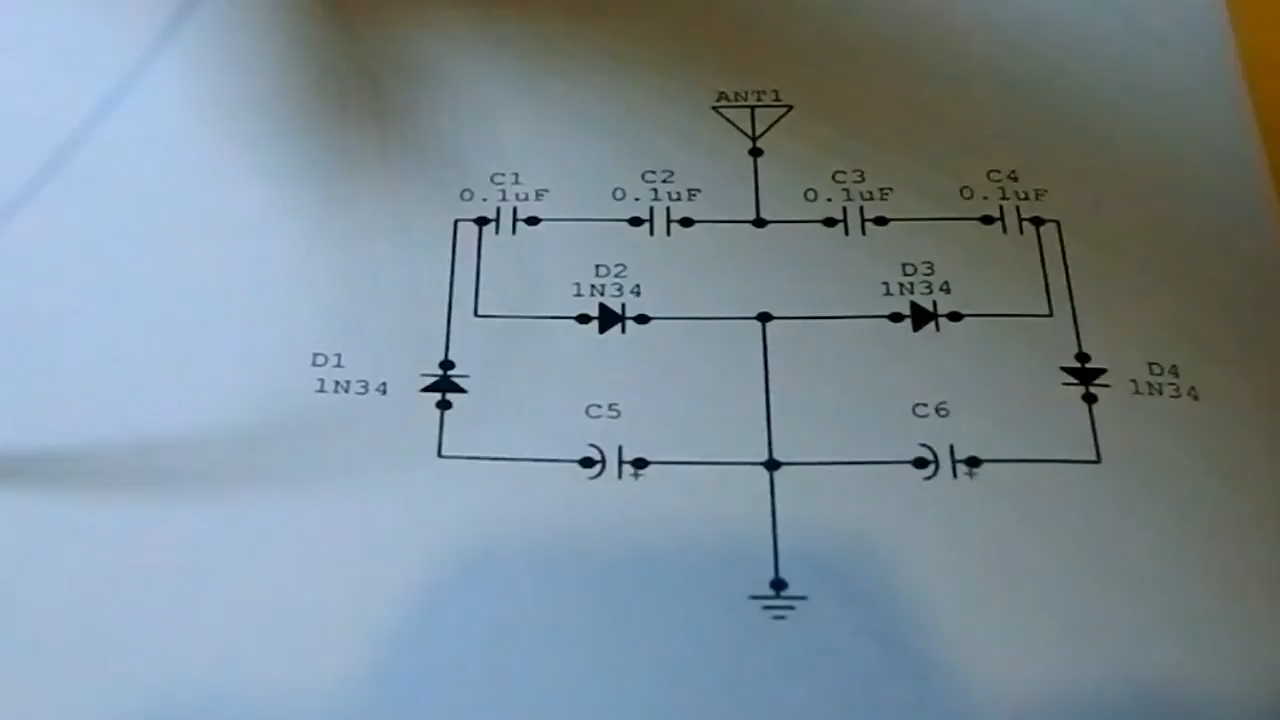 ANT1
C1
0.1uF
C2
0.1uF
C3
0.1uF
C4
0.1uF
D2
1N34
D3
1N34
D1
1N34
D4
1N34
C5
+
C6
+